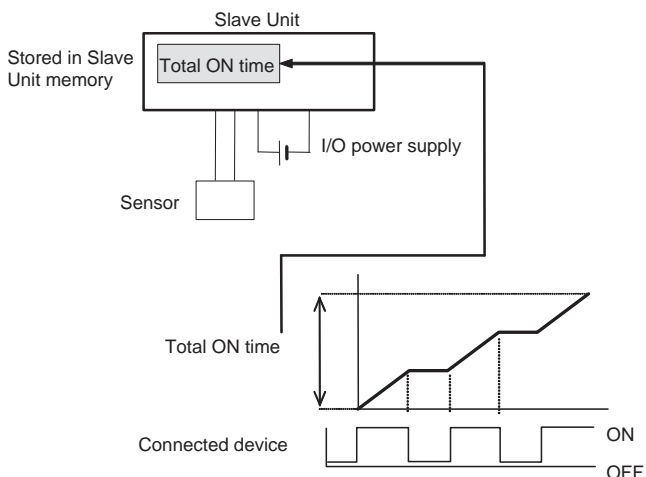 Slave Unit
Stored in Slave
Unit memory
Total ON time
I/O power supply
Sensor
Total ON time
Connected device
ON
OFF